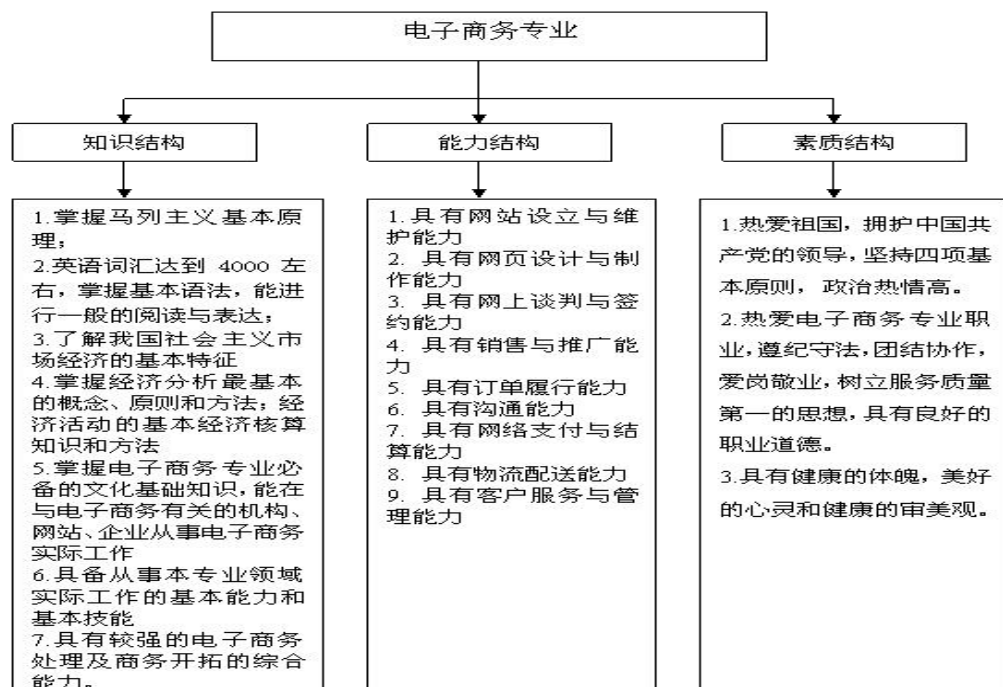 电子商务专业
知识结构
能力结构
素质结构
1.掌握马列主义基本原
理；
2.英语词汇达到 4000 左
右，掌握基本语法，能进
行一般的阅读与表达；
3.了解我国社会主义市
场经济的基本特征
4.掌握经济分析最基本
的概念、原则和方法；经
济活动的基本经济核算
知识和方法
5.掌握电子商务专业必
备的文化基础知识，能在
与电子商务有关的机构、
网站、企业从事电子商务
实际工作
6.具备从事本专业领域
实际工作的基本能力和
基本技能
7.具有较强的电子商务
处理及商务开拓的综合
能力。
1.具有网站设立与维
护能力
2. 具有网页设计与制
作能力
3. 具有网上谈判与签
约能力
4. 具有销售与推广能
力
5. 具有订单履行能力
6. 具有沟通能力
7. 具有网络支付与结
算能力
8. 具有物流配送能力
9. 具有客户服务与管
理能力
1.热爱祖国，拥护中国共
产党的领导，坚持四项基
本原则，政治热情高。
2.热爱电子商务专业职
业，遵纪守法，团结协作，
爱岗敬业，树立服务质量
第一的思想，具有良好的
职业道德。
3.具有健康的体魄，美好
的心灵和健康的审美观。